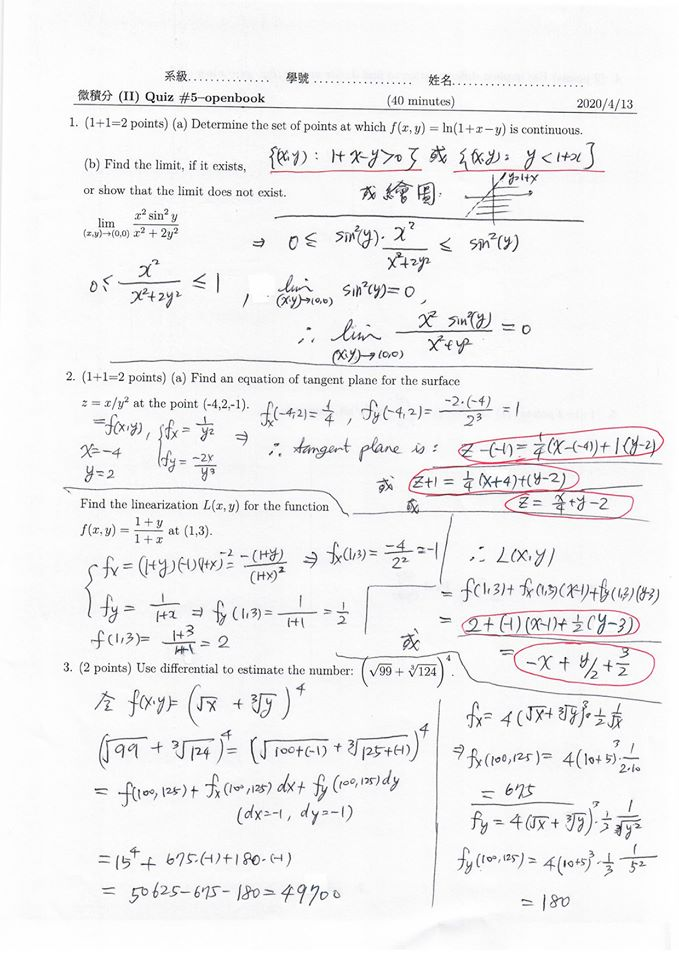 系級............... 學號 .................. 姓名........................
微積分 (II) Quiz #5–openbook (40 minutes) 2020/4/13
1. (1+1=2 points) (a) Determine the set of points at which f(x, y) = ln(1+x−y) is continuous.
(b) Find the limit, if it exists, {(x,y) : 1+x-y>0} 或 {(x,y): y<1+x}
or show that the limit does not exist. 或繪圖. y=1+x
lim_{(x,y)→(0,0)} x² sin² y / (x² + 2y²)
⇒ 0 ≤ sin²(y)· x²/(x²+2y²) ≤ sin²(y)
0 ≤ x²/(x²+2y²) ≤ 1 , lim_{(x,y)→(0,0)} sin²(y)=0 ,
∴ lim_{(x,y)→(0,0)} x² sin²(y)/(x²+y²) = 0
2. (1+1=2 points) (a) Find an equation of tangent plane for the surface
z = x/y² at the point (-4,2,-1).
=f(x,y), { fx = 1/y² , fy = -2x/y³ ⇒ fx(-4,2)=1/4 , fy(-4,2)= -2·(-4)/2³ = 1
x=-4
y=2
∴ tangent plane is: z-(-1)=1/4(x-(-4))+1(y-2)
或 z+1 = 1/4(x+4)+(y-2)
或 z = x/4+y-2
Find the linearization L(x, y) for the function
f(x, y) = (1 + y)/(1 + x) at (1,3).
{ fx = (1+y)(-1)(1+x)⁻² = -(1+y)/(1+x)² ⇒ fx(1,3)= -4/2² = -1
fy = 1/(1+x) ⇒ fy(1,3)= 1/(1+1) = 1/2
f(1,3)= (1+3)/(1+1) = 2
∴ L(x,y)
= f(1,3)+fx(1,3)(x-1)+fy(1,3)(y-3)
= 2+(-1)(x-1)+1/2(y-3)
或 = -x + y/2 + 3/2
3. (2 points) Use differential to estimate the number: (√99 + ∛124)⁴.
令 f(x,y)= (√x + ∛y)⁴
(√99 + ∛124)⁴ = (√(100+(-1)) + ∛(125+(-1)))⁴
= f(100,125)+fx(100,125)dx+fy(100,125)dy
(dx=-1, dy=-1)
= 15⁴ + 675·(-1)+180·(-1)
= 50625-675-180=49700
fx = 4(√x+∛y)³·1/2 1/√x
⇒ fx(100,125)= 4(10+5)³·1/(2·10)
= 675
fy = 4(√x + ∛y)³·1/3 1/∛y²
fy(100,125)=4(10+5)³·1/3 1/5²
= 180